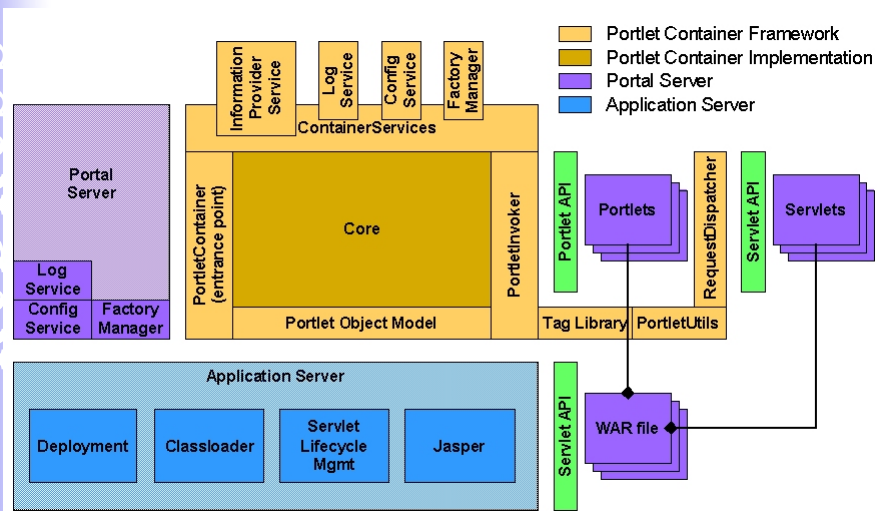 Portlet Container Framework
Portlet Container Implementation
Portal Server
Application Server
Information
Provider
Service
Log
Service
Config
Service
Factory
Manager
ContainerServices
Portal
Server
Log
Service
Config
Service
Factory
Manager
PortletContainer
(entrance point)
Core
PortletInvoker
Portlet Object Model
Portlet API
Portlets
RequestDispatcher
Servlet API
Servlets
Tag Library
PortletUtils
Application Server
Deployment
Classloader
Servlet
Lifecycle
Mgmt
Jasper
Servlet API
WAR file